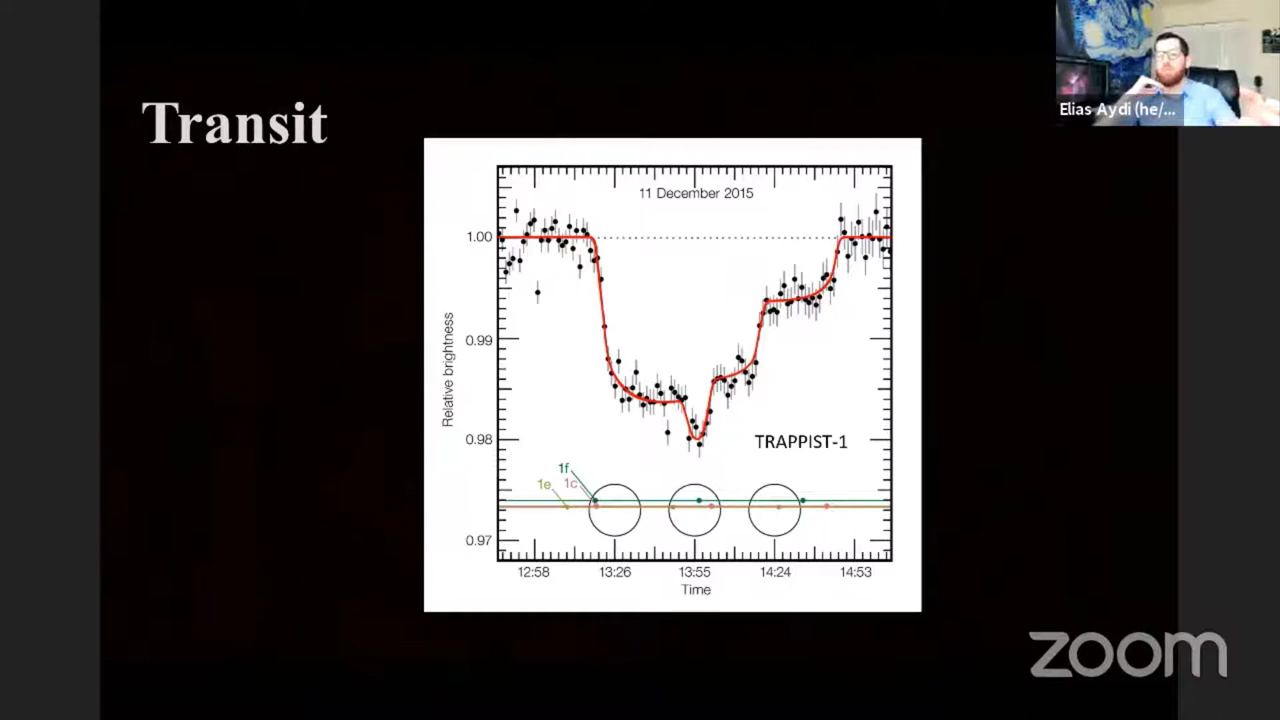 Elias Aydi (he/...
Transit
11 December 2015
1.00
0.99
0.98
0.97
Relative brightness
TRAPPIST-1
1f
1e 1c
12:58 13:26 13:55 14:24 14:53
Time
zoom